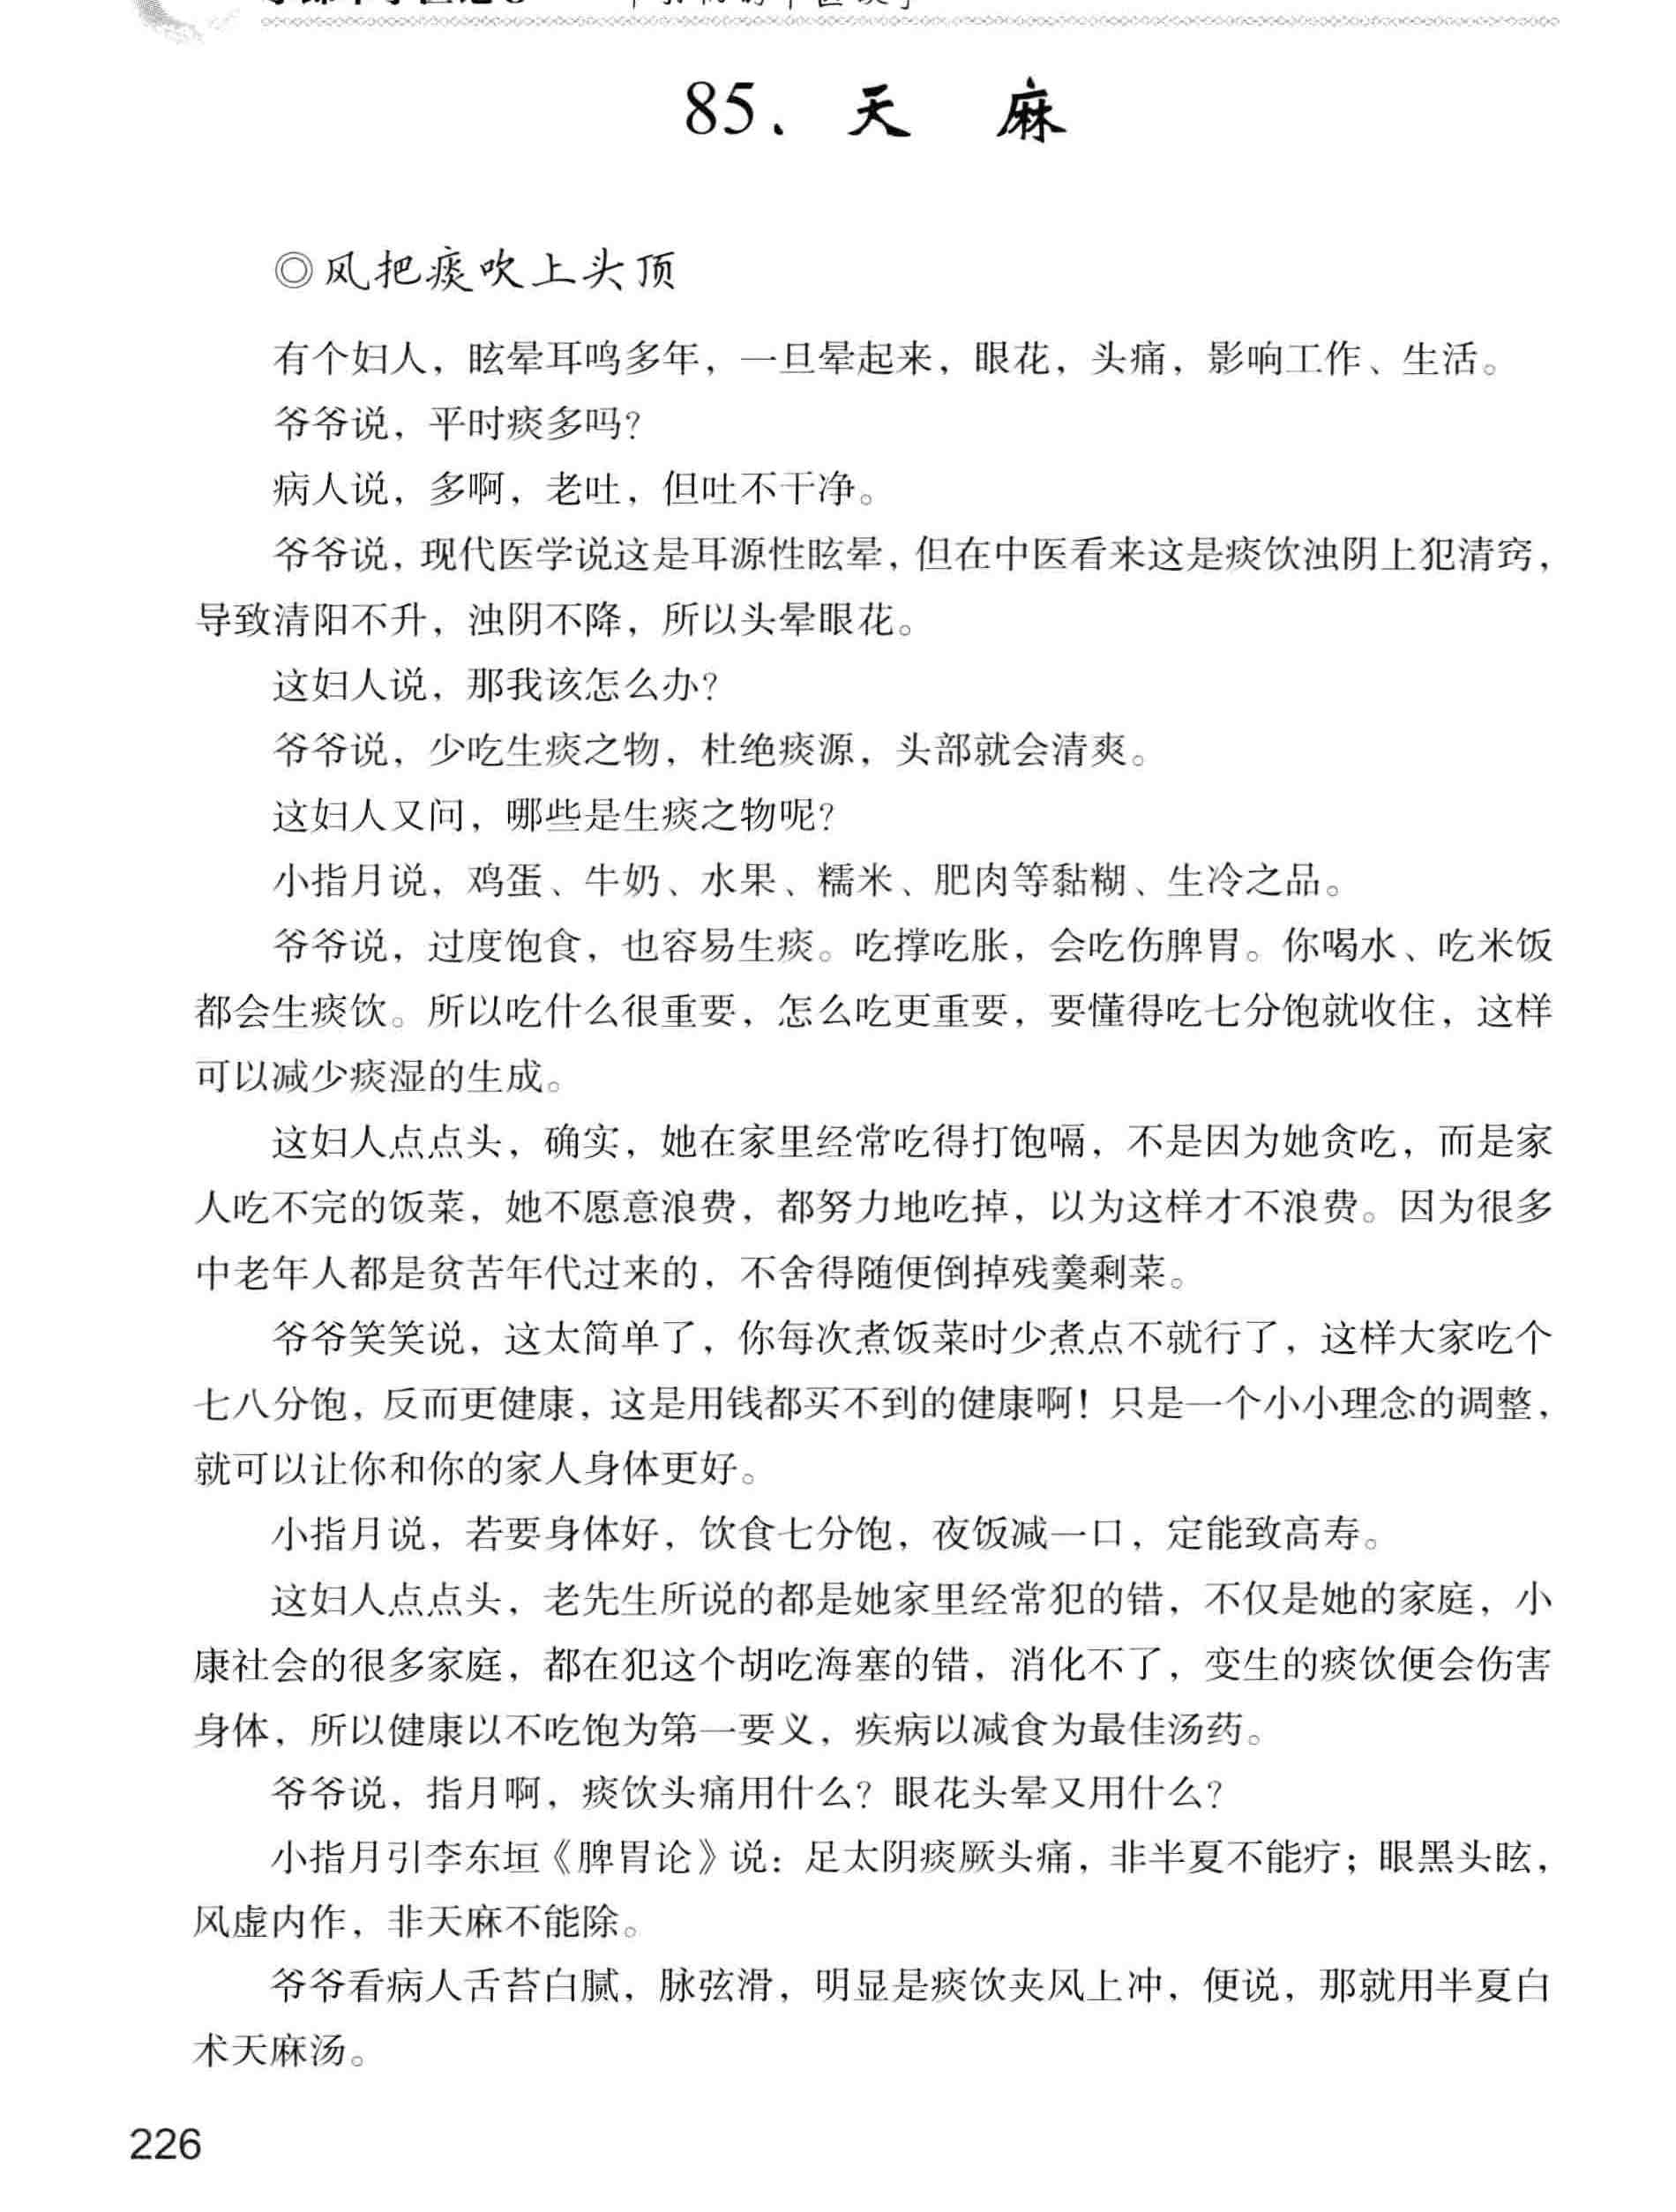 85、天 麻
◎风把痰吹上头顶
有个妇人，眩晕耳鸣多年，一旦晕起来，眼花，头痛，影响工作、生活。
爷爷说，平时痰多吗？
病人说，多啊，老吐，但吐不干净。
爷爷说，现代医学说这是耳源性眩晕，但在中医看来这是痰饮浊阴上犯清窍，
导致清阳不升，浊阴不降，所以头晕眼花。
这妇人说，那我该怎么办？
爷爷说，少吃生痰之物，杜绝痰源，头部就会清爽。
这妇人又问，哪些是生痰之物呢？
小指月说，鸡蛋、牛奶、水果、糯米、肥肉等黏糊、生冷之品。
爷爷说，过度饱食，也容易生痰。吃撑吃胀，会吃伤脾胃。你喝水、吃米饭
都会生痰饮。所以吃什么很重要，怎么吃更重要，要懂得吃七分饱就收住，这样
可以减少痰湿的生成。
这妇人点点头，确实，她在家里经常吃得打饱嗝，不是因为她贪吃，而是家
人吃不完的饭菜，她不愿意浪费，都努力地吃掉，以为这样才不浪费。因为很多
中老年人都是贫苦年代过来的，不舍得随便倒掉残羹剩菜。
爷爷笑笑说，这太简单了，你每次煮饭菜时少煮点不就行了，这样大家吃个
七八分饱，反而更健康，这是用钱都买不到的健康啊！只是一个小小理念的调整，
就可以让你和你的家人身体更好。
小指月说，若要身体好，饮食七分饱，夜饭减一口，定能致高寿。
这妇人点点头，老先生所说的都是她家里经常犯的错，不仅是她的家庭，小
康社会的很多家庭，都在犯这个胡吃海塞的错，消化不了，变生的痰饮便会伤害
身体，所以健康以不吃饱为第一要义，疾病以减食为最佳汤药。
爷爷说，指月啊，痰饮头痛用什么？眼花头晕又用什么？
小指月引李东垣《脾胃论》说：足太阴痰厥头痛，非半夏不能疗；眼黑头眩，
风虚内作，非天麻不能除。
爷爷看病人舌苔白腻，脉弦滑，明显是痰饮夹风上冲，便说，那就用半夏白
术天麻汤。
226